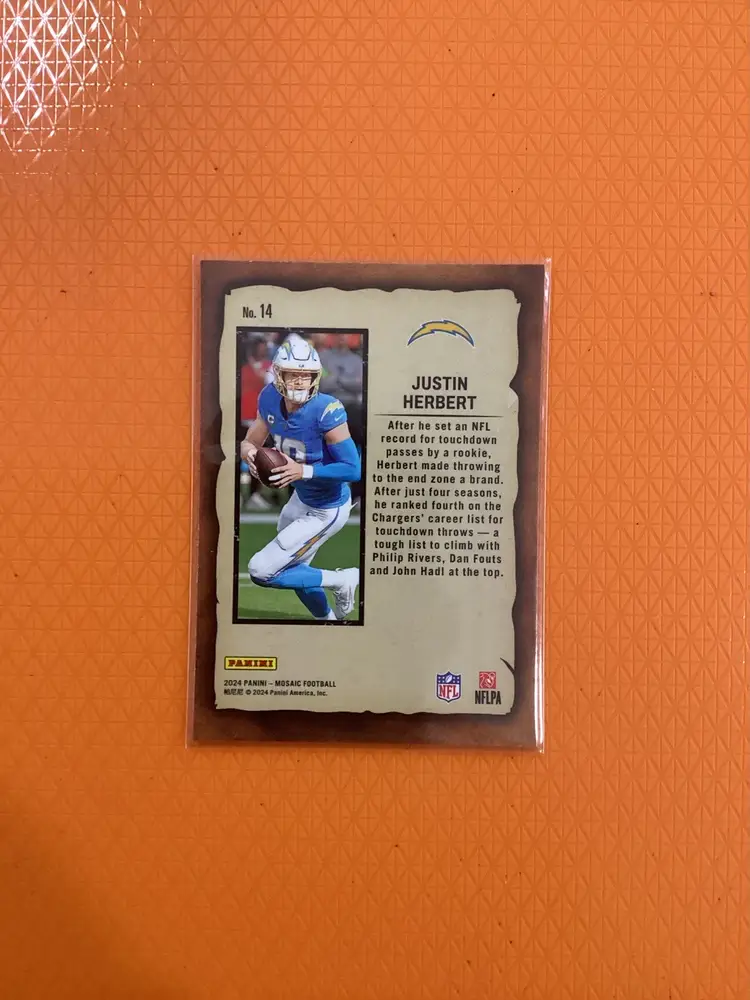 No. 14
JUSTIN
HERBERT
After he set an NFL
record for touchdown
passes by a rookie,
Herbert made throwing
to the end zone a brand.
After just four seasons,
he ranked fourth on the
Chargers' career list for
touchdown throws — a
tough list to climb with
Philip Rivers, Dan Fouts
and John Hadl at the top.
PANINI
2024 PANINI – MOSAIC FOOTBALL
帕尼尼 © 2024 Panini America, Inc.
NFL
NFLPA